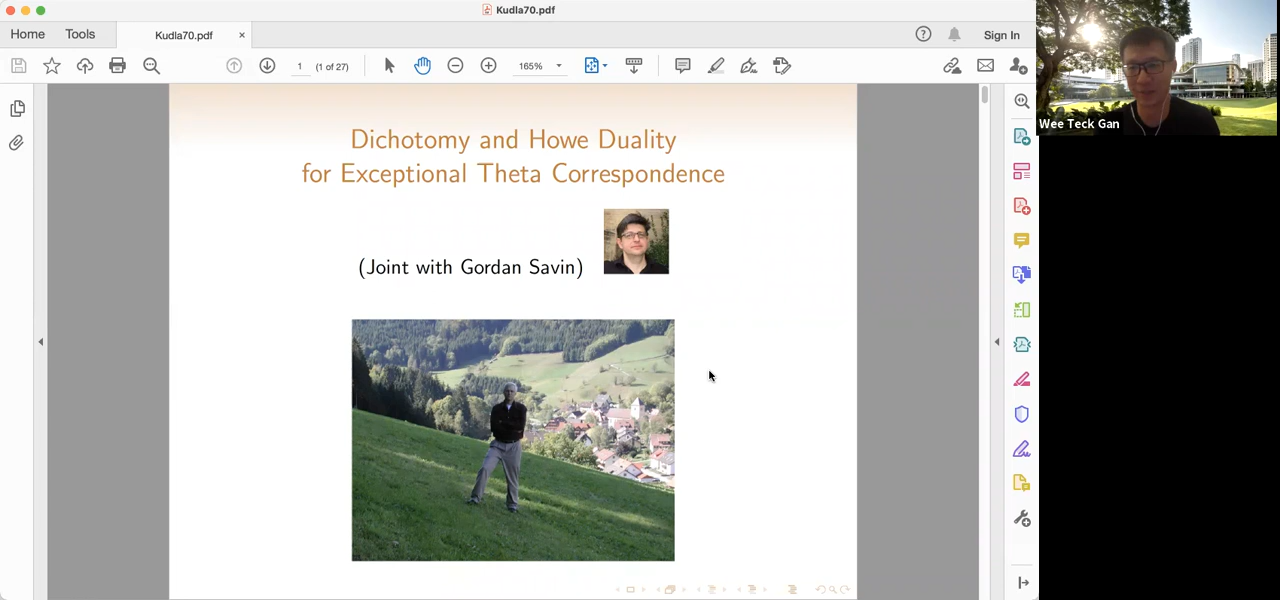 Kudla70.pdf
Home
Tools
Kudla70.pdf
×
Sign In
1
(1 of 27)
165%
Wee Teck Gan
Dichotomy and Howe Duality
for Exceptional Theta Correspondence
(Joint with Gordan Savin)